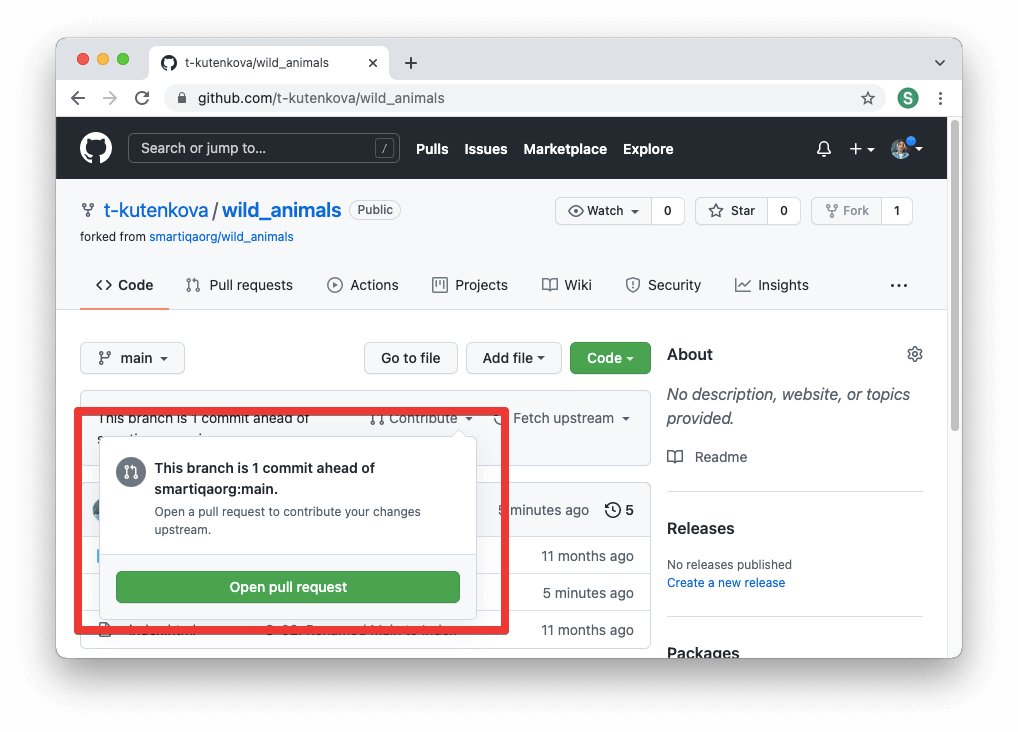 t-kutenkova/wild_animals
github.com/t-kutenkova/wild_animals
S
Search or jump to... /
Pulls Issues Marketplace Explore
t-kutenkova / wild_animals Public
Watch 0 Star 0 Fork 1
forked from smartiqaorg/wild_animals
Code Pull requests Actions Projects Wiki Security Insights
main Go to file Add file Code
About
No description, website, or topics
provided.
Readme
This branch is 1 commit ahead of
Contribute Fetch upstream
This branch is 1 commit ahead of
smartiqaorg:main.
Open a pull request to contribute your changes
upstream.
Open pull request
5 minutes ago 5
11 months ago
5 minutes ago
11 months ago
Releases
No releases published
Create a new release
Packages